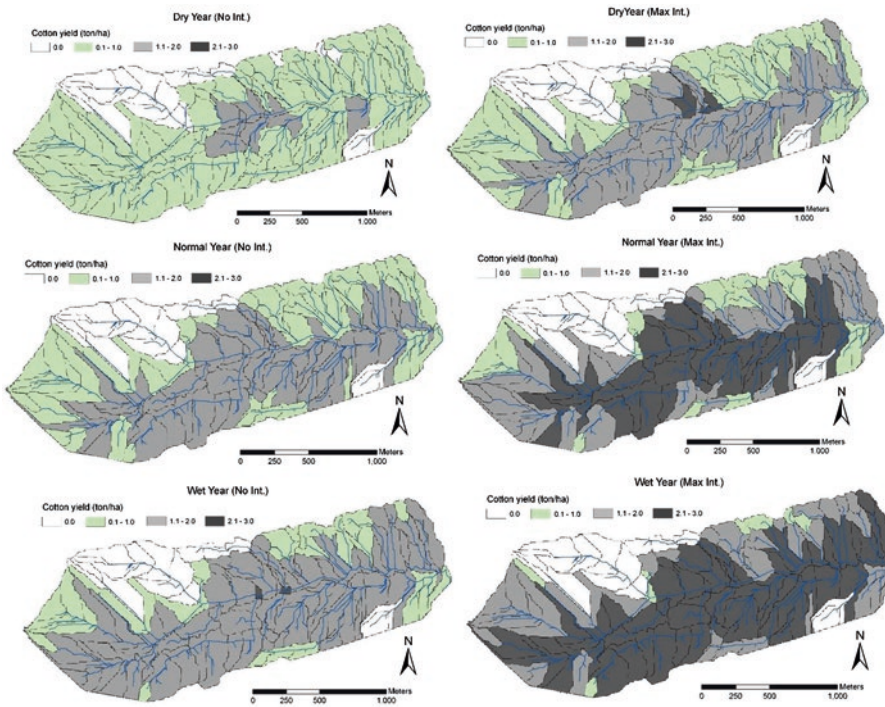 Dry Year (No Int.)
Cotton yield (ton/ha)
0.0 0.1 - 1.0 1.1 - 2.0 2.1 - 3.0
N
Meters
0 250 500 1.000
DryYear (Max Int.)
Cotton yield (ton/ha)
0.0 0.1 - 1.0 1.1 - 2.0 2.1 - 3.0
N
Meters
0 250 500 1.000
Normal Year (No Int.)
Cotton yield (ton/ha)
0.0 0.1 - 1.0 1.1 - 2.0 2.1 - 3.0
N
Meters
0 250 500 1.000
Normal Year (Max Int.)
Cotton yield (ton/ha)
0.0 0.1 - 1.0 1.1 - 2.0 2.1 - 3.0
N
Meters
0 250 500 1.000
Wet Year (No Int.)
Cotton yield (ton/ha)
0.0 0.1 - 1.0 1.1 - 2.0 2.1 - 3.0
N
Meters
0 250 500 1.000
Wet Year (Max Int.)
Cotton yield (ton/ha)
0.0 0.1 - 1.0 1.1 - 2.0 2.1 - 3.0
N
Meters
0 250 500 1.000